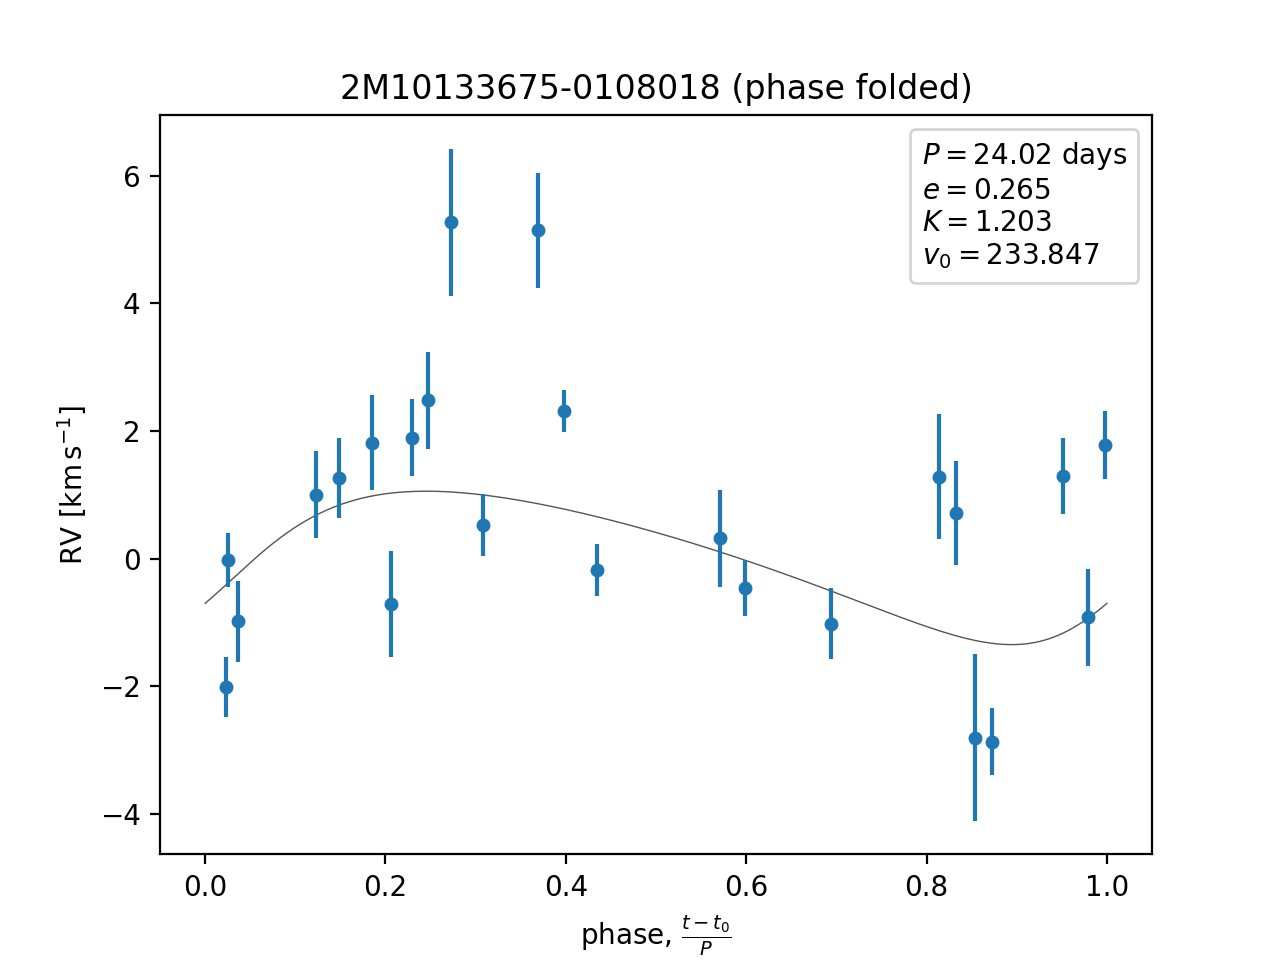 2M10133675-0108018 (phase folded)
P = 24.02 days
e = 0.265
K = 1.203
v₀ = 233.847
6
4
2
0
−2
−4
RV [km s⁻¹]
0.0 0.2 0.4 0.6 0.8 1.0
phase, (t − t₀)/P